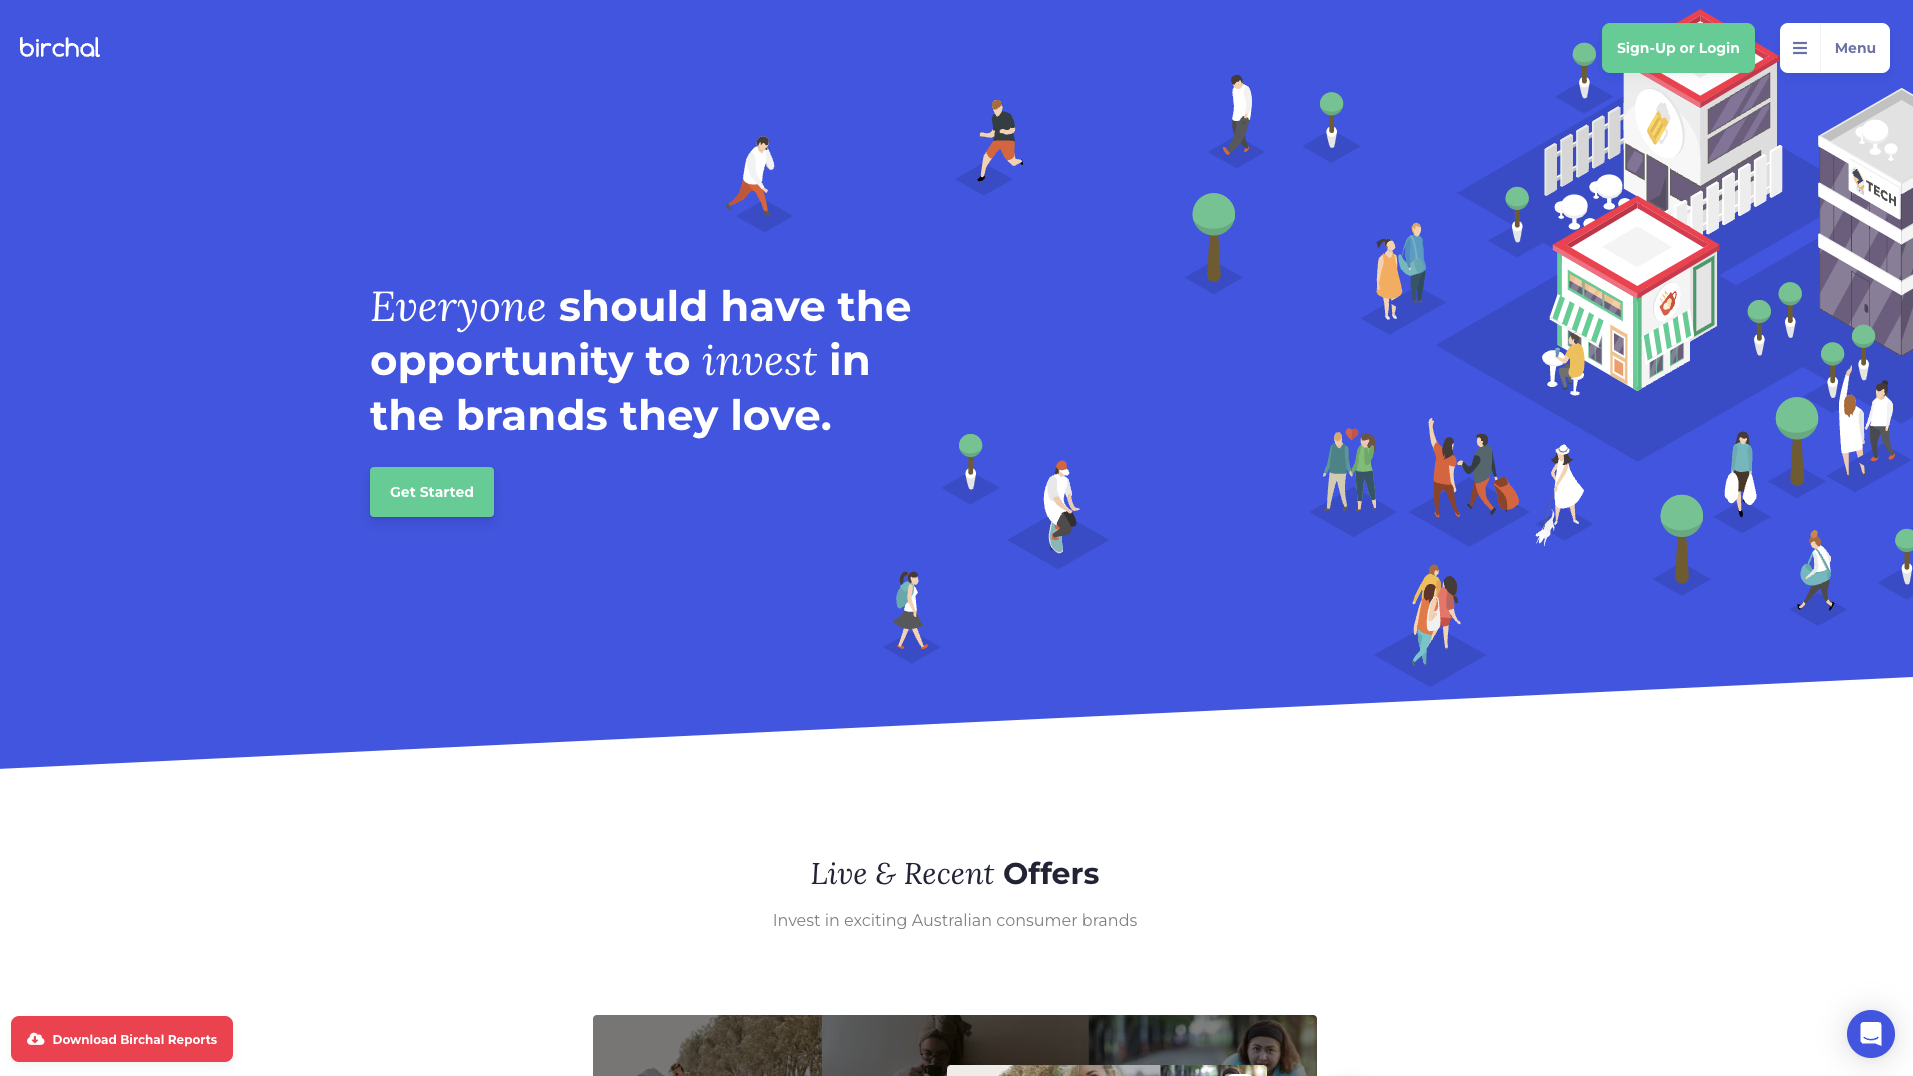 birchal
Sign-Up or Login
Menu
TECH
Everyone should have the
opportunity to invest in
the brands they love.
Get Started
Live & Recent Offers
Invest in exciting Australian consumer brands
Download Birchal Reports